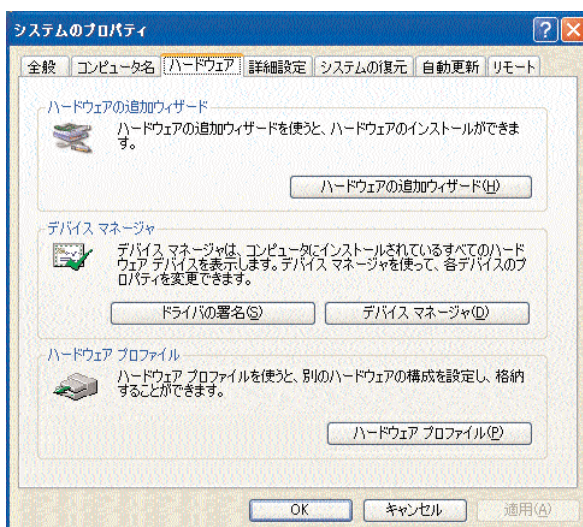 システムのプロパティ
全般 コンピュータ名 ハードウェア 詳細設定 システムの復元 自動更新 リモート
ハードウェアの追加ウィザード
ハードウェアの追加ウィザードを使うと、ハードウェアのインストールができま
す。
ハードウェアの追加ウィザード(H)
デバイス マネージャ
デバイス マネージャは、コンピュータにインストールされているすべてのハード
ウェア デバイスを表示します。デバイス マネージャを使って、各デバイスのプ
ロパティを変更できます。
ドライバの署名(S) デバイス マネージャ(D)
ハードウェア プロファイル
ハードウェア プロファイルを使うと、別のハードウェアの構成を設定し、格納
することができます。
ハードウェア プロファイル(P)
OK キャンセル 適用(A)